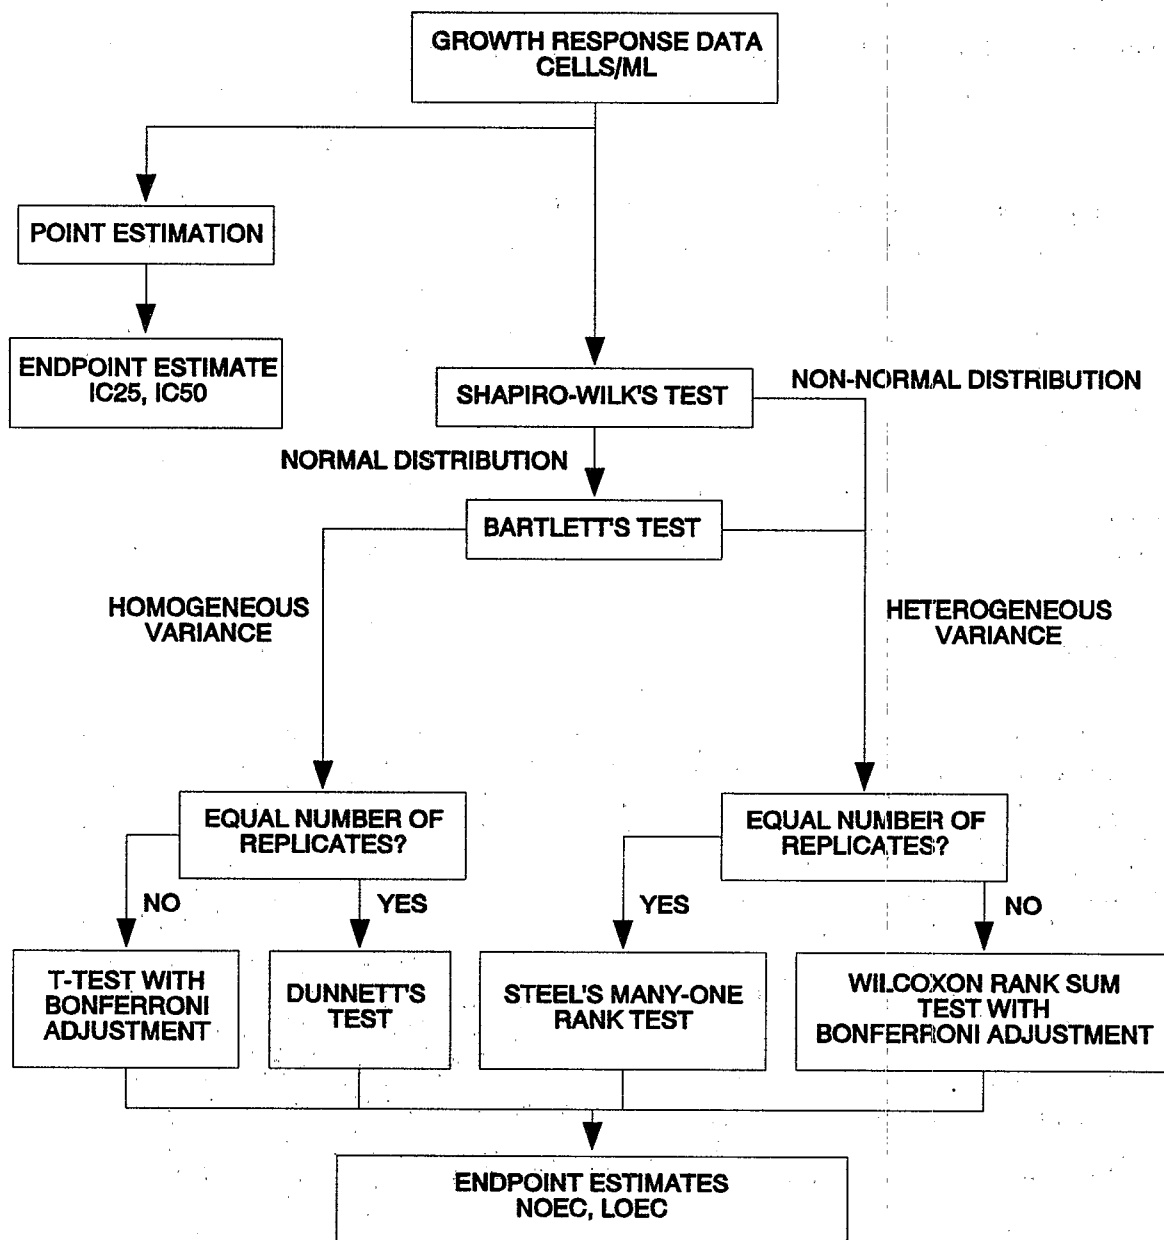 GROWTH RESPONSE DATA
CELLS/ML
POINT ESTIMATION
ENDPOINT ESTIMATE
IC25, IC50
SHAPIRO-WILK'S TEST
NON-NORMAL DISTRIBUTION
NORMAL DISTRIBUTION
BARTLETT'S TEST
HOMOGENEOUS
VARIANCE
HETEROGENEOUS
VARIANCE
EQUAL NUMBER OF
REPLICATES?
EQUAL NUMBER OF
REPLICATES?
NO
YES
YES
NO
T-TEST WITH
BONFERRONI
ADJUSTMENT
DUNNETT'S
TEST
STEEL'S MANY-ONE
RANK TEST
WILCOXON RANK SUM
TEST WITH
BONFERRONI ADJUSTMENT
ENDPOINT ESTIMATES
NOEC, LOEC